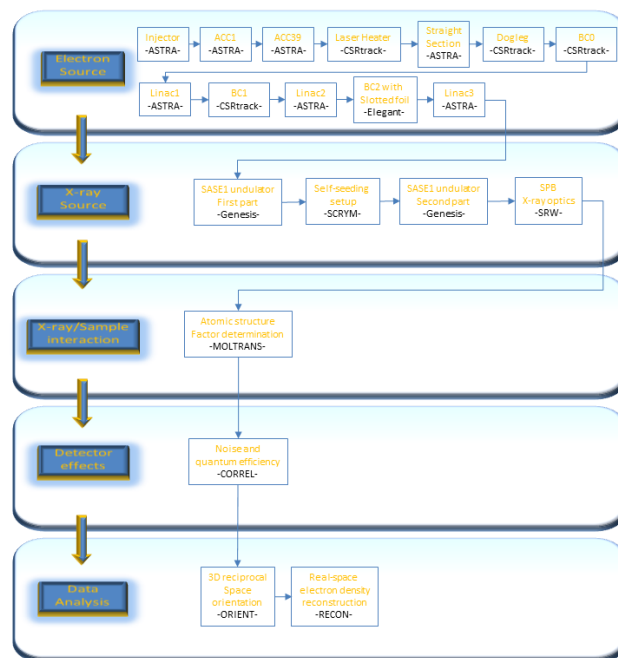 Electron
Source
Injector
-ASTRA-
ACC1
-ASTRA-
ACC39
-ASTRA-
Laser Heater
-CSRtrack-
Straight
Section
-ASTRA-
Dogleg
-CSRtrack-
BC0
-CSRtrack-
Linac1
-ASTRA-
BC1
-CSRtrack-
Linac2
-ASTRA-
BC2 with
Slotted foil
-Elegant-
Linac3
-ASTRA-
X-ray
Source
SASE1 undulator
First part
-Genesis-
Self-seeding
setup
-SCRYM-
SASE1 undulator
Second part
-Genesis-
SPB
X-ray optics
-SRW-
X-ray/Sample
interaction
Atomic structure
Factor determination
-MOLTRANS-
Detector
effects
Noise and
quantum efficiency
-CORREL-
Data
Analysis
3D reciprocal
Space
orientation
-ORIENT-
Real-space
electron density
reconstruction
-RECON-